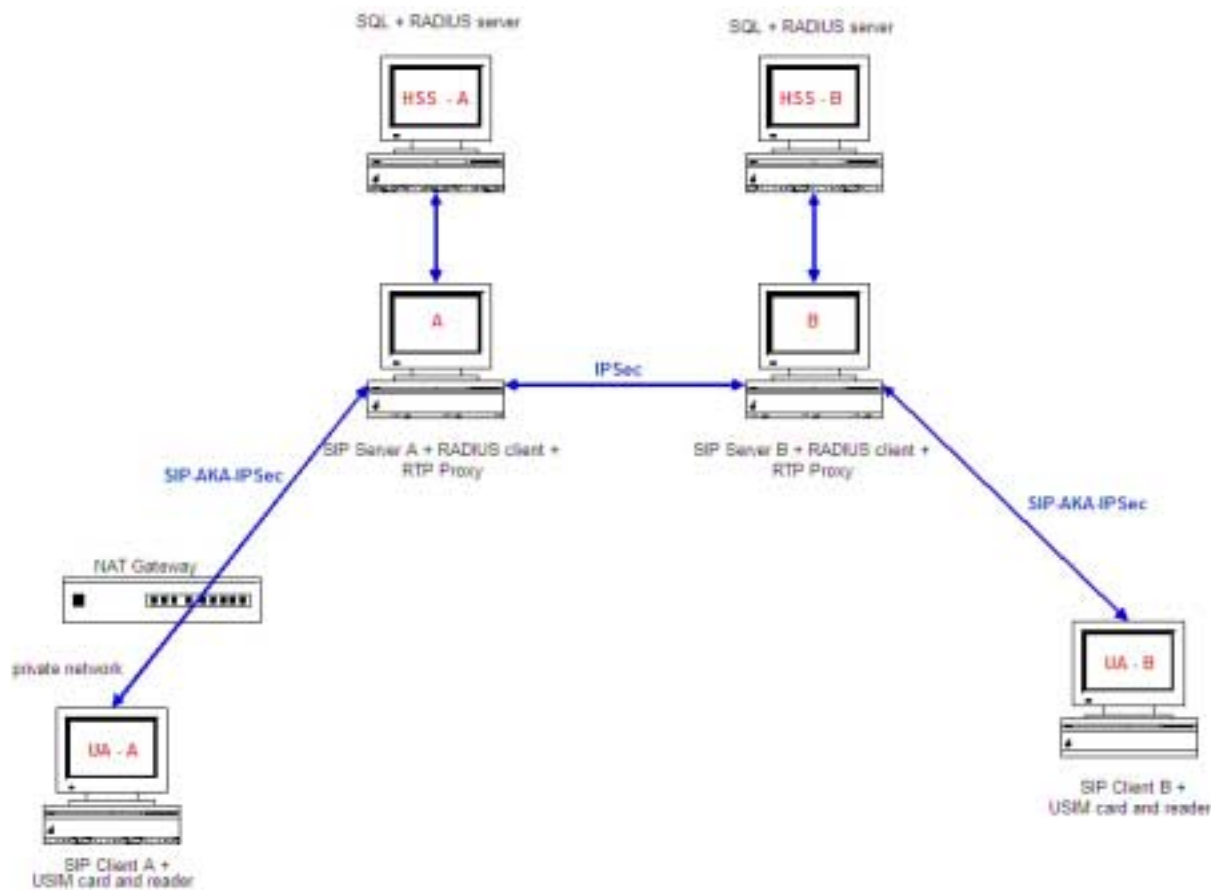 SQL + RADIUS server
SQL + RADIUS server
HSS - A
HSS - B
A
B
IPSec
SIP Server A + RADIUS client +
RTP Proxy
SIP Server B + RADIUS client +
RTP Proxy
SIP-AKA-IPSec
SIP-AKA-IPSec
NAT Gateway
private network
UA - B
UA - A
SIP Client B +
USIM card and reader
SIP Client A +
USIM card and reader